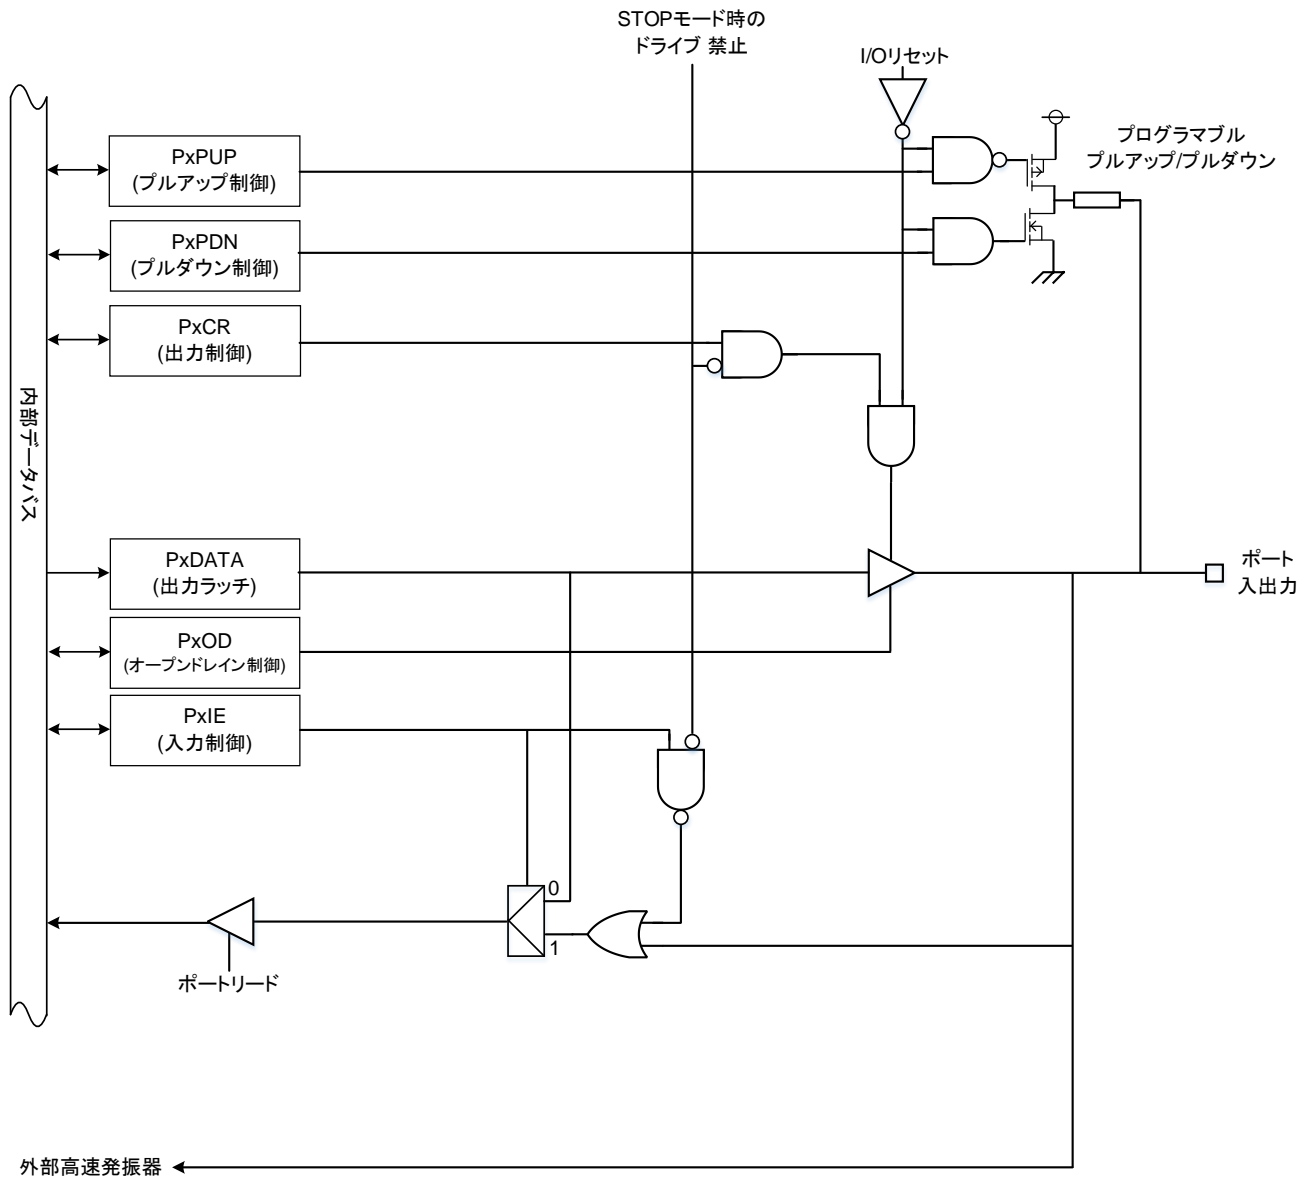 STOPモード時の
ドライブ 禁止
I/Oリセット
プログラマブル
プルアップ/プルダウン
PxPUP
(プルアップ制御)
PxPDN
(プルダウン制御)
PxCR
(出力制御)
内部データバス
PxDATA
(出力ラッチ)
ポート
入出力
PxOD
(オープンドレイン制御)
PxIE
(入力制御)
0
1
ポートリード
外部高速発振器